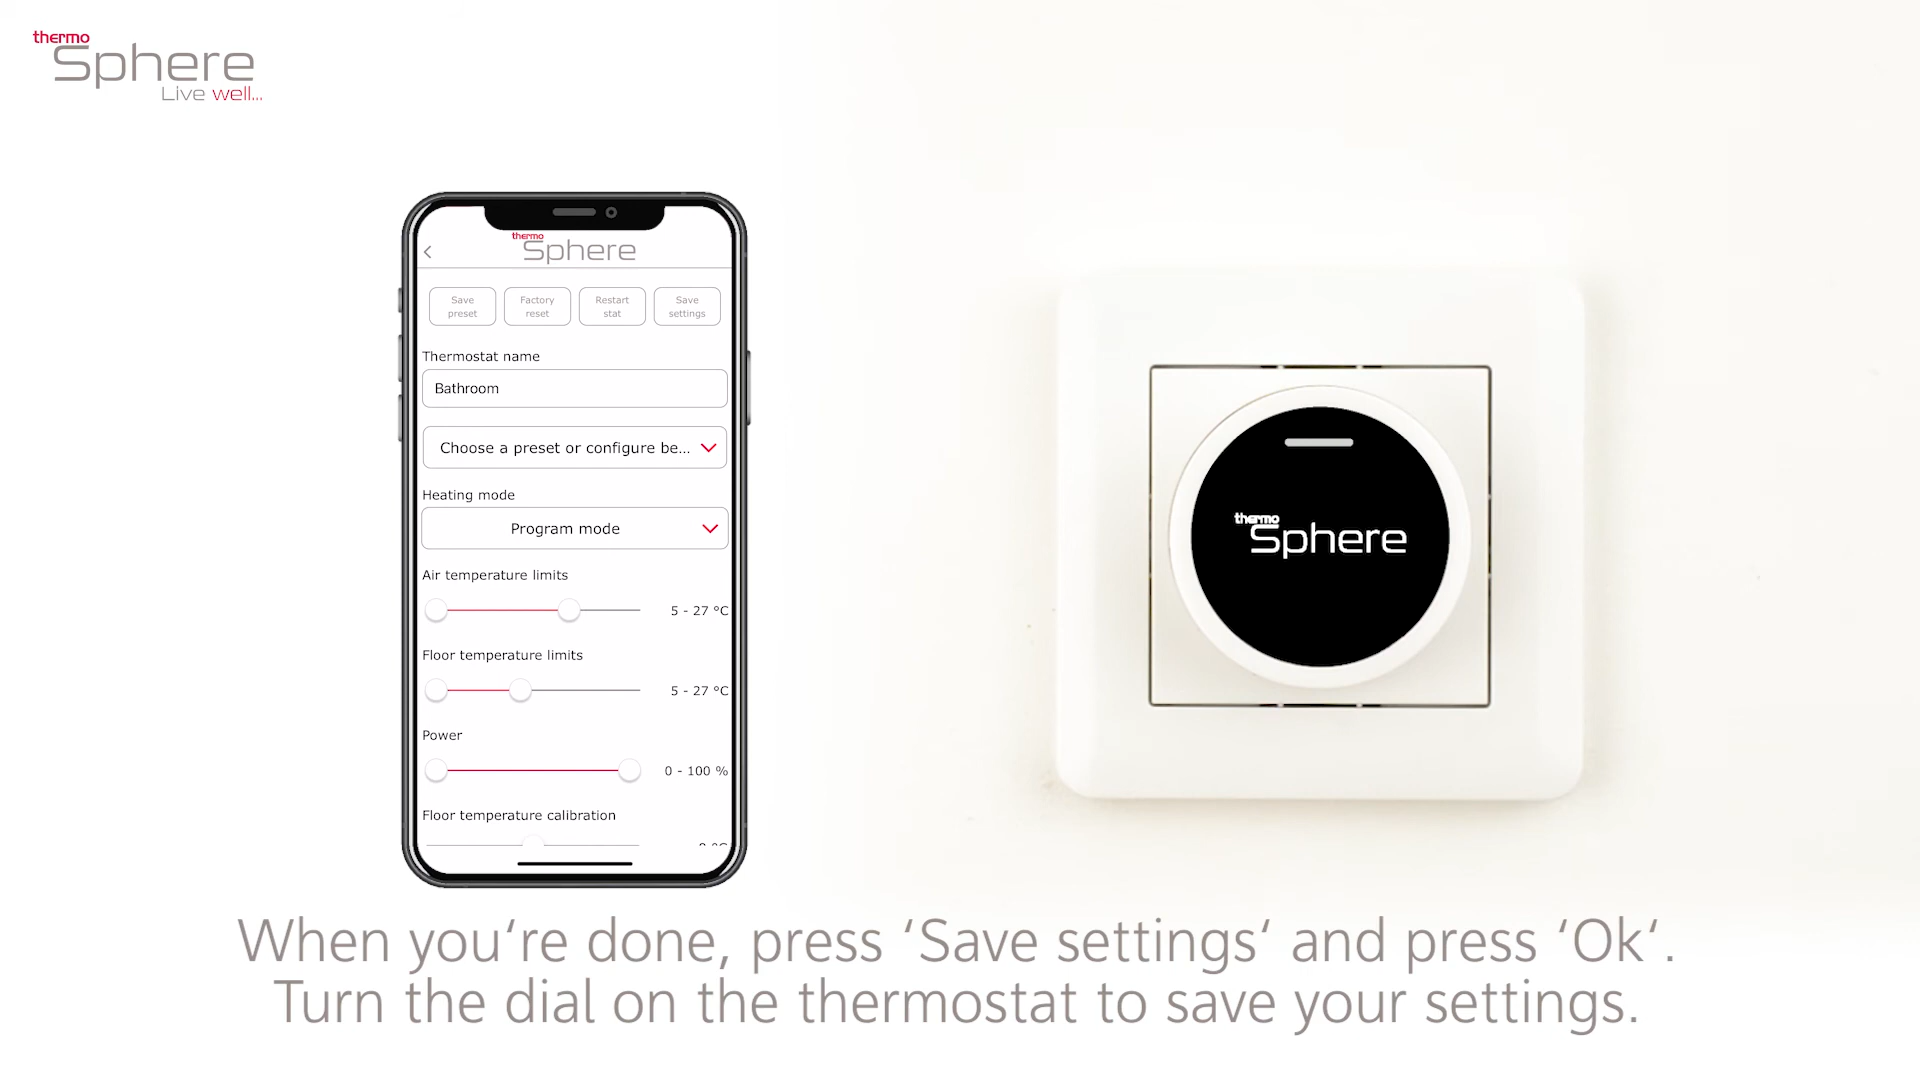 thermo
Sphere
Live well...
thermo
Sphere
Save
preset
Factory
reset
Restart
stat
Save
settings
Thermostat name
Bathroom
Choose a preset or configure be...
Heating mode
Program mode
Air temperature limits
5 - 27 °C
Floor temperature limits
5 - 27 °C
Power
0 - 100 %
Floor temperature calibration
thermo
Sphere
When you‘re done, press ‘Save settings‘ and press ‘Ok‘.
Turn the dial on the thermostat to save your settings.